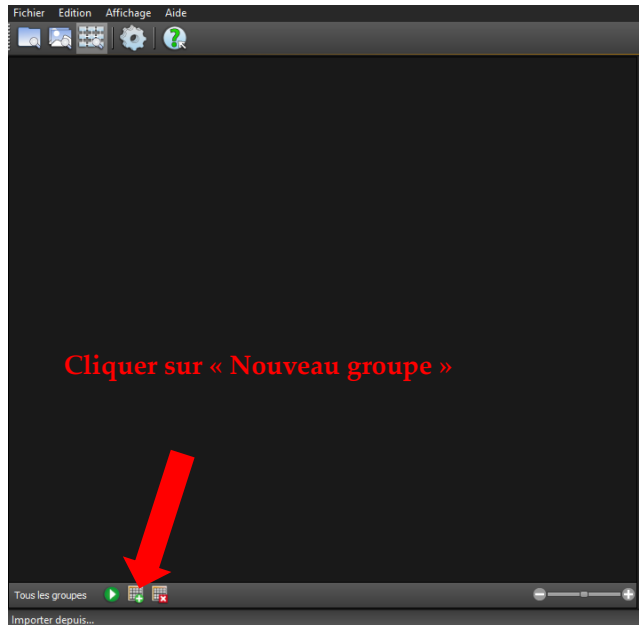 Fichier Edition Affichage Aide
Cliquer sur « Nouveau groupe »
Tous les groupes
Importer depuis...